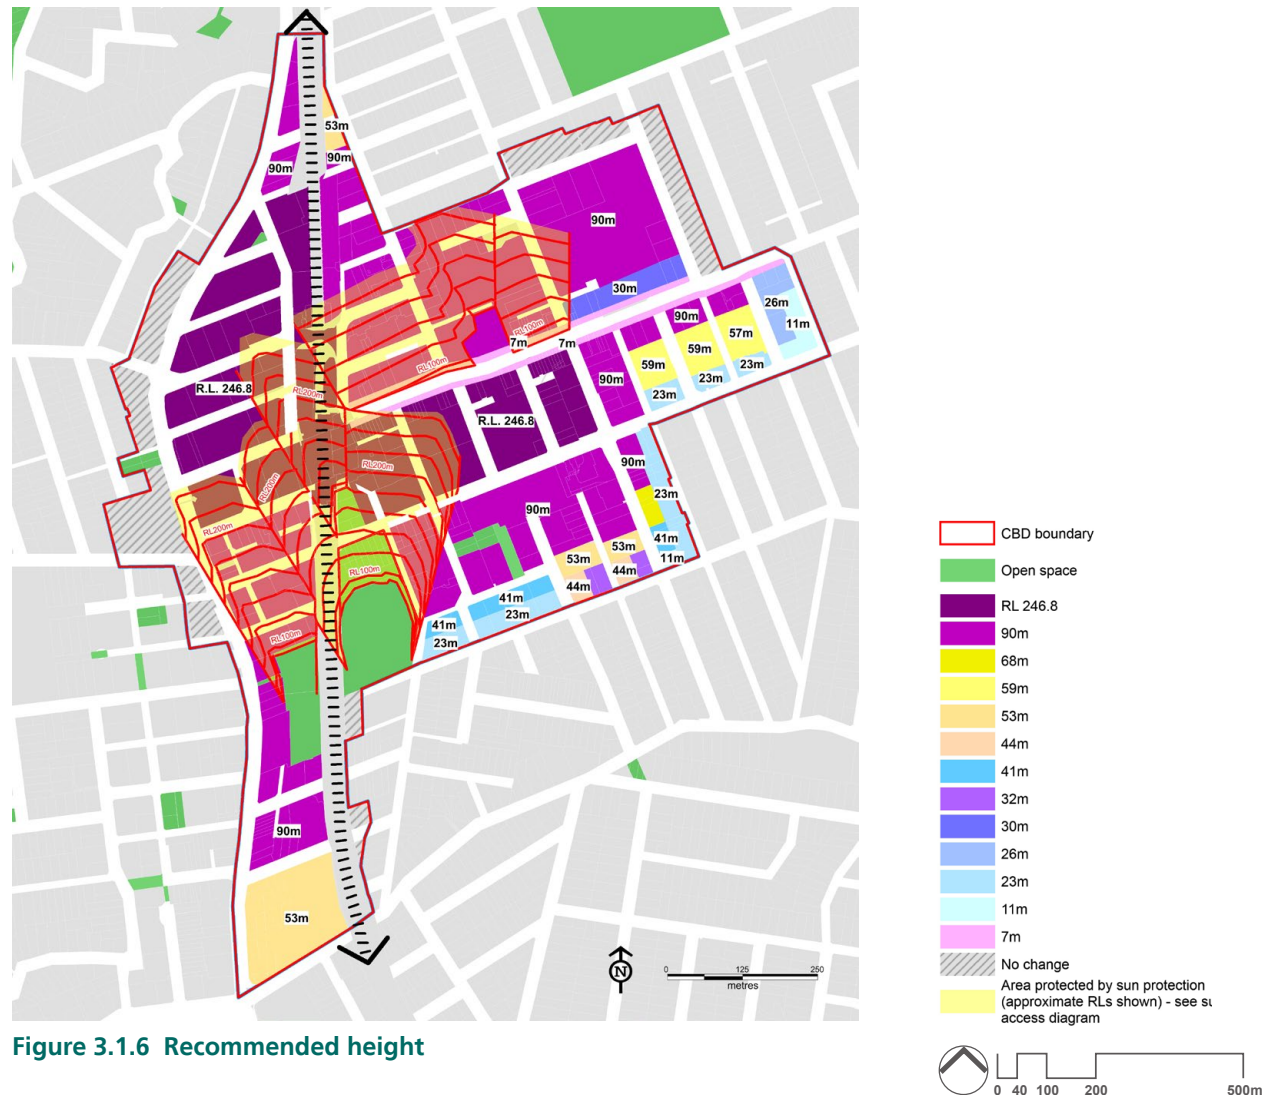 53m
90m
90m
90m
30m
26m
11m
90m
57m
59m
59m
23m
23m
23m
7m
7m
RL100m
RL100m
90m
R.L. 246.8
RL200m
R.L. 246.8
RL200m
90m
RL200m
23m
RL200m
90m
41m
53m
53m
11m
RL100m
44m
44m
41m
23m
41m
RL100m
23m
90m
53m
N
0 125 250
metres
CBD boundary
Open space
RL 246.8
90m
68m
59m
53m
44m
41m
32m
30m
26m
23m
11m
7m
No change
Area protected by sun protection
(approximate RLs shown) - see su
access diagram
0 40 100 200 500m
Figure 3.1.6 Recommended height